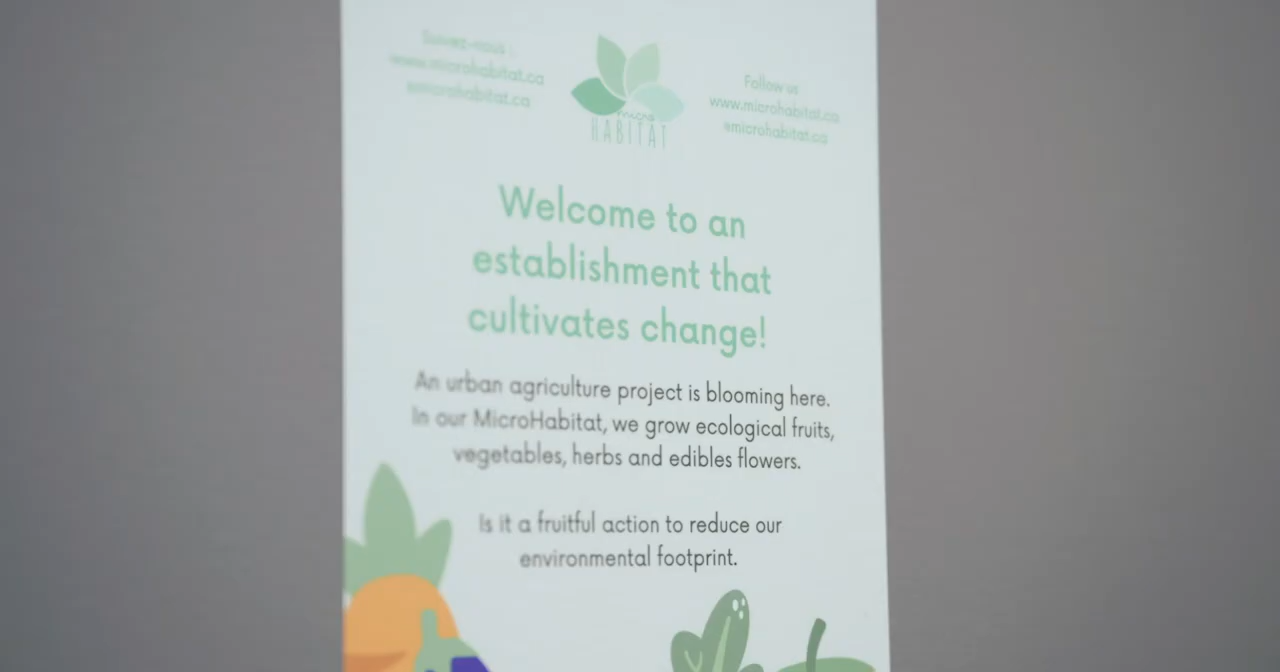 Suivez-nous :
www.microhabitat.ca
@microhabitat.ca
micro
HABITAT
Follow us
www.microhabitat.ca
@microhabitat.ca
Welcome to an
establishment that
cultivates change!
An urban agriculture project is blooming here.
In our MicroHabitat, we grow ecological fruits,
vegetables, herbs and edibles flowers.
Is it a fruitful action to reduce our
environmental footprint.